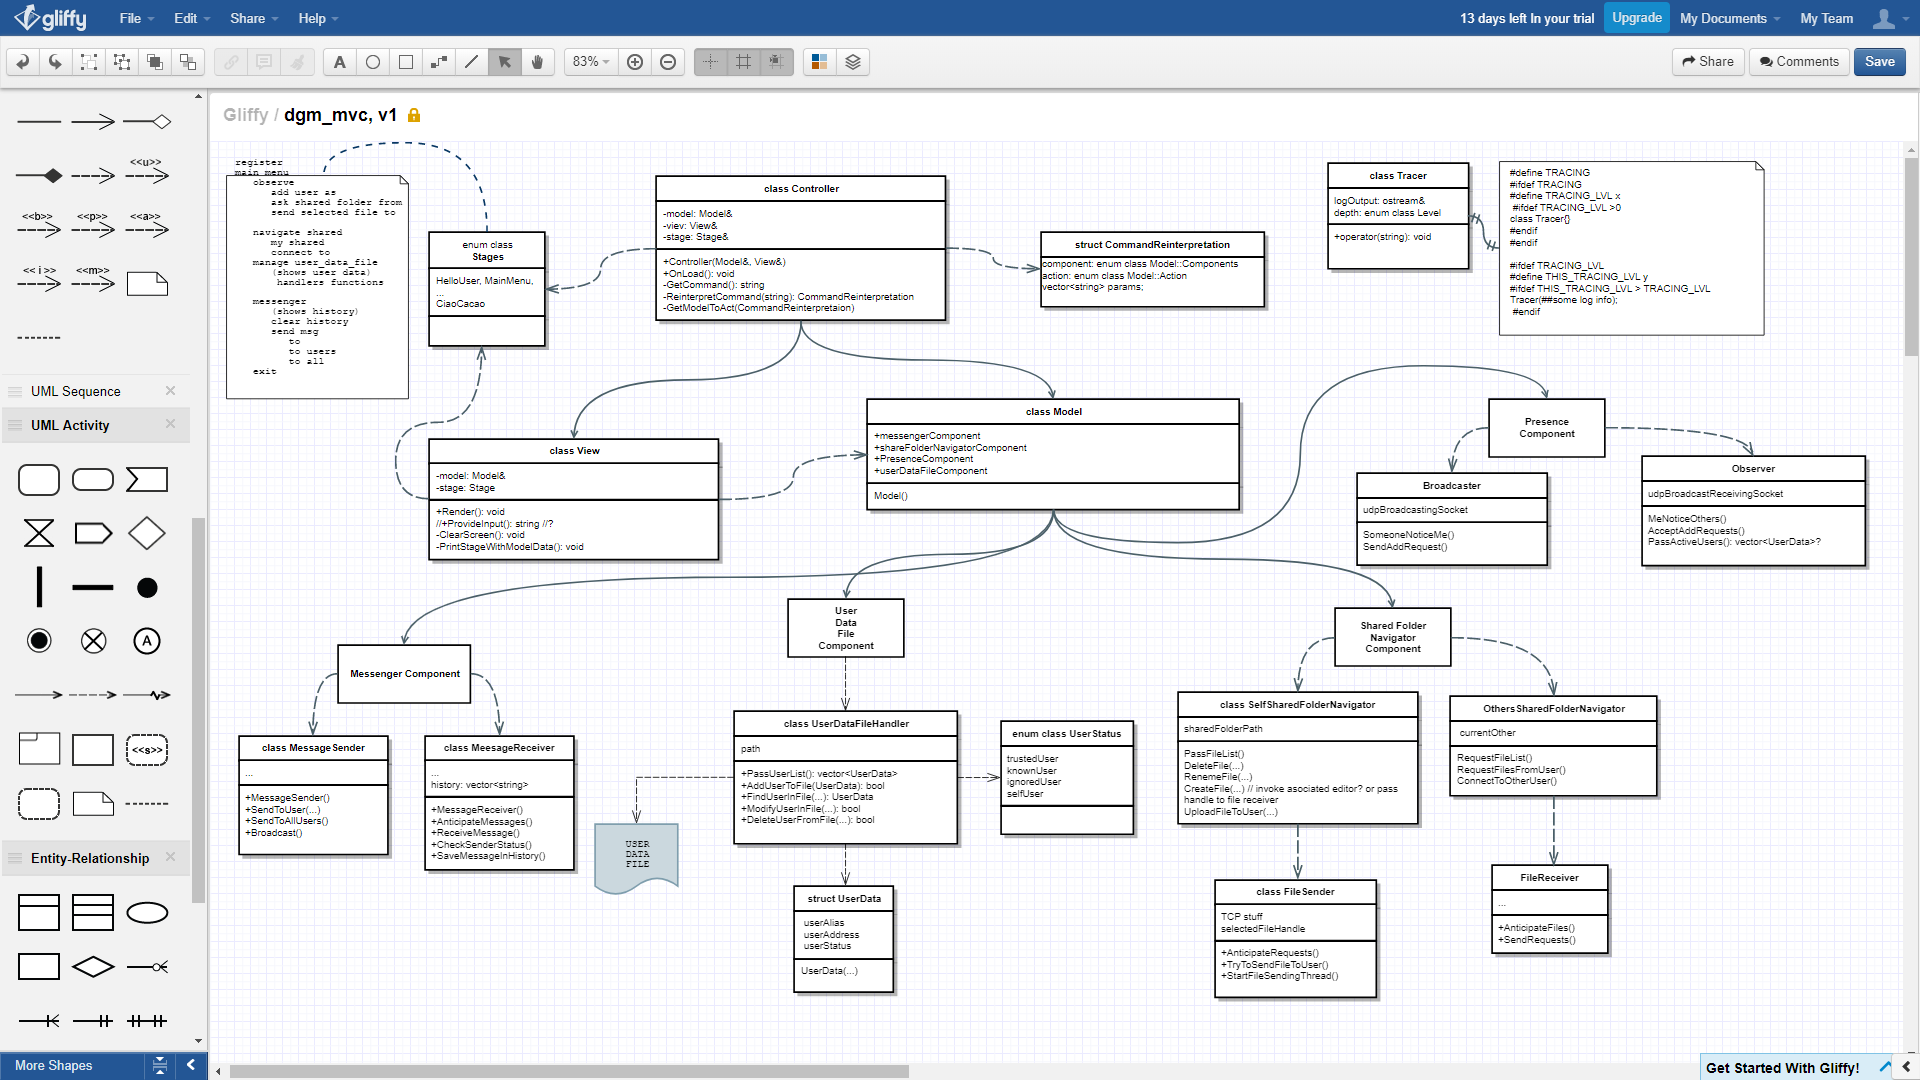 gliffy
File
Edit
Share
Help
13 days left In your trial
Upgrade
My Documents
My Team
A
83%
Share
Comments
Save
<<u>>
<<b>>
<<p>>
<<a>>
<< i >>
<<m>>
UML Sequence
UML Activity
A
<<s>>
Entity-Relationship
More Shapes
Gliffy / dgm_mvc, v1
register
main menu
observe
add user as
ask shared folder from
send selected file to
navigate shared
my shared
connect to
manage user_data_file
(shows user data)
handlers functions
messenger
(shows history)
clear history
send msg
to
to users
to all
exit
enum class
Stages
HelloUser, MainMenu,
...
CiaoCacao
class Controller
-model: Model&
-viev: View&
-stage: Stage&
+Controller(Model&, View&)
+OnLoad(): void
-GetCommand(): string
-ReinterpretCommand(string): CommandReinterpretation
-GetModelToAct(CommandReinterpretaion)
struct CommandReinterpretation
component: enum class Model::Components
action: enum class Model::Action
vector<string> params;
class Tracer
logOutput: ostream&
depth: enum class Level
+operator(string): void
#define TRACING
#ifdef TRACING
#define TRACING_LVL x
#ifdef TRACING_LVL >0
class Tracer{}
#endif
#endif
#ifdef TRACING_LVL
#define THIS_TRACING_LVL y
#ifdef THIS_TRACING_LVL > TRACING_LVL
Tracer(##some log info);
#endif
class View
-model: Model&
-stage: Stage
+Render(): void
//+ProvideInput(): string //?
-ClearScreen(): void
-PrintStageWithModelData(): void
class Model
+messengerComponent
+shareFolderNavigatorComponent
+PresenceComponent
+userDataFileComponent
Model()
Presence
Component
Broadcaster
udpBroadcastingSocket
SomeoneNoticeMe()
SendAddRequest()
Observer
udpBroadcastReceivingSocket
MeNoticeOthers()
AcceptAddRequests()
PassActiveUsers(): vector<UserData>?
Messenger Component
User
Data
File
Component
Shared Folder
Navigator
Component
class MessageSender
...
+MessageSender()
+SendToUser(...)
+SendToAllUsers()
+Broadcast()
class MeesageReceiver
...
history: vector<string>
+MessageReceiver()
+AnticipateMessages()
+ReceiveMessage()
+CheckSenderStatus()
+SaveMessageInHistory()
USER
DATA
FILE
class UserDataFileHandler
path
+PassUserList(): vector<UserData>
+AddUserToFile(UserData): bool
+FindUserInFile(...): UserData
+ModifyUserInFile(...): bool
+DeleteUserFromFile(...): bool
enum class UserStatus
trustedUser
knownUser
ignoredUser
selfUser
struct UserData
userAlias
userAddress
userStatus
UserData(...)
class SelfSharedFolderNavigator
sharedFolderPath
PassFileList()
DeleteFile(...)
RenemeFile(...)
CreateFile(...) // invoke asociated editor? or pass
handle to file receiver
UploadFileToUser(...)
OthersSharedFolderNavigator
currentOther
RequestFileList()
RequestFilesFromUser()
ConnectToOtherUser()
class FileSender
TCP stuff
selectedFileHandle
+AnticipateRequests()
+TryToSendFileToUser()
+StartFileSendingThread()
FileReceiver
...
+AnticipateFiles()
+SendRequests()
Get Started With Gliffy!